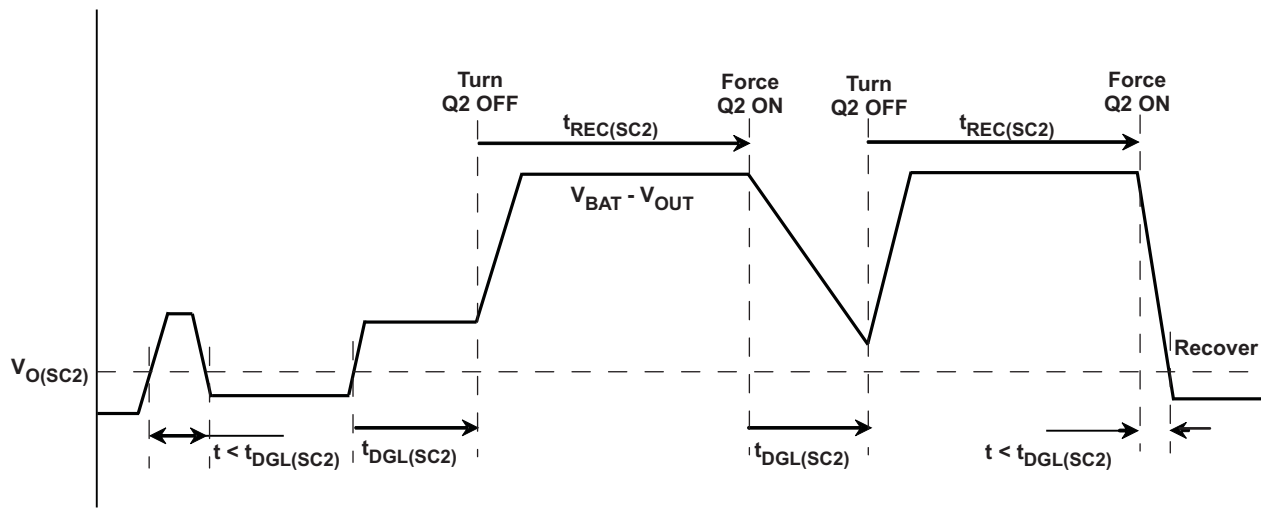 Turn
Q2 OFF
Force
Q2 ON
Turn
Q2 OFF
Force
Q2 ON
tREC(SC2)
tREC(SC2)
VBAT - VOUT
VO(SC2)
Recover
t < tDGL(SC2)
tDGL(SC2)
tDGL(SC2)
t < tDGL(SC2)